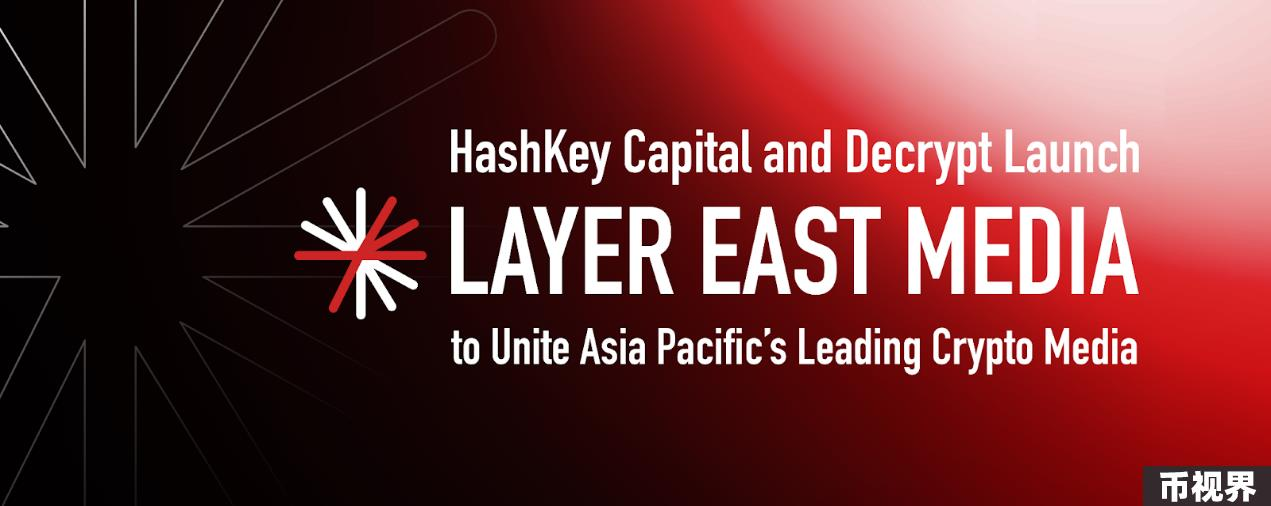 HashKey Capital and Decrypt Launch
LAYER EAST MEDIA
to Unite Asia Pacific's Leading Crypto Media
币视界